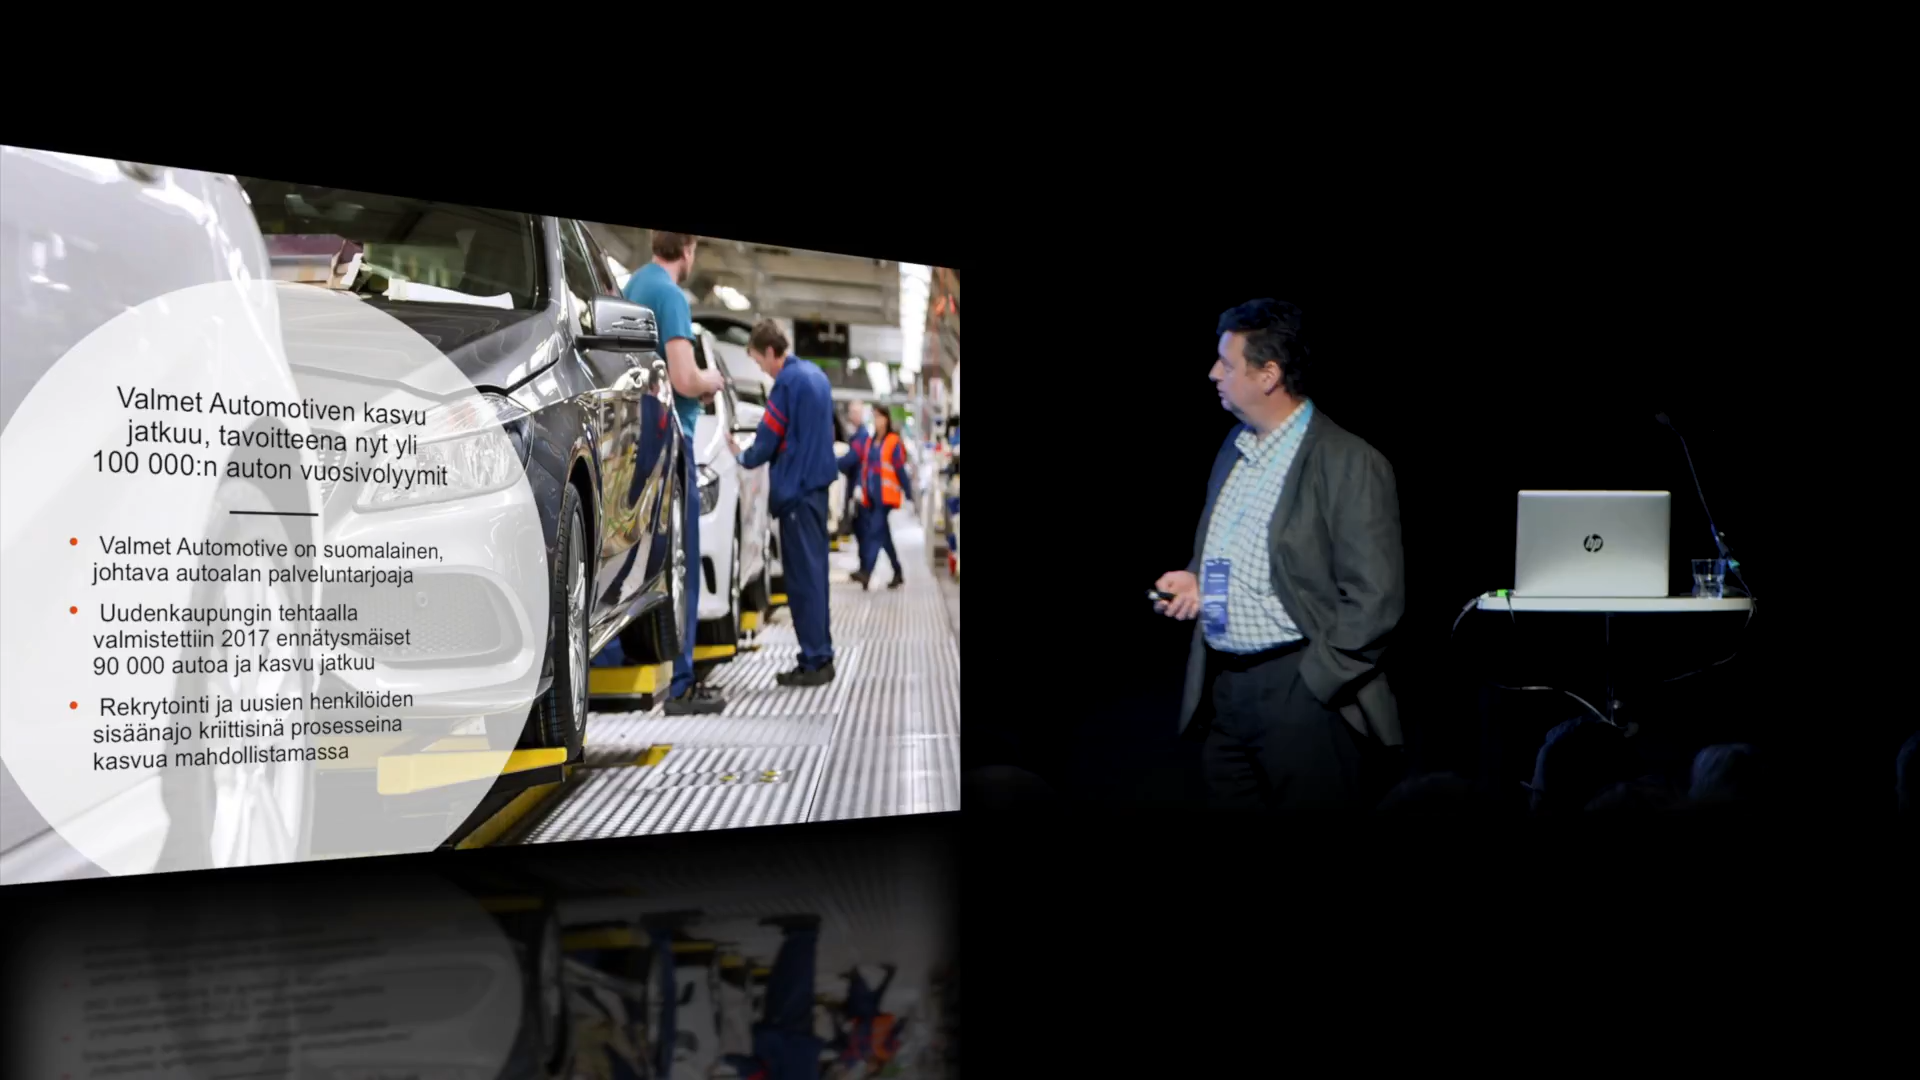 Valmet Automotiven kasvu
jatkuu, tavoitteena nyt yli
100 000:n auton vuosivolyymit
• Valmet Automotive on suomalainen,
johtava autoalan palveluntarjoaja
• Uudenkaupungin tehtaalla
valmistettiin 2017 ennätysmäiset
90 000 autoa ja kasvu jatkuu
• Rekrytointi ja uusien henkilöiden
sisäänajo kriittisinä prosesseina
kasvua mahdollistamassa
hp